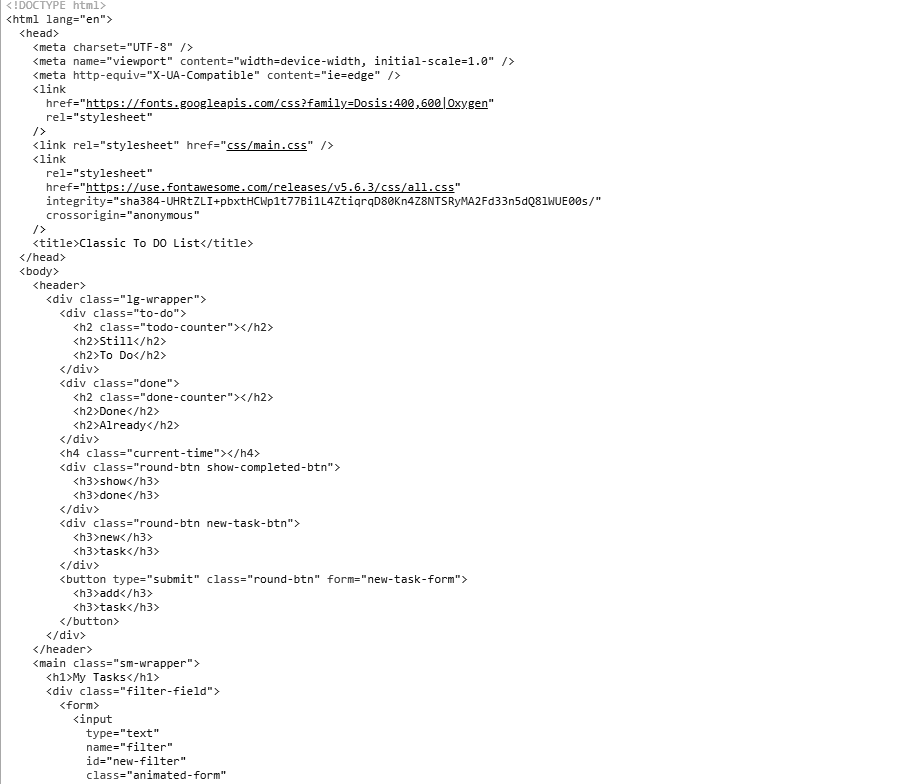 <!DOCTYPE html>
<html lang="en">
<head>
<meta charset="UTF-8" />
<meta name="viewport" content="width=device-width, initial-scale=1.0" />
<meta http-equiv="X-UA-Compatible" content="ie=edge" />
<link
href="https://fonts.googleapis.com/css?family=Dosis:400,600|Oxygen"
rel="stylesheet"
/>
<link rel="stylesheet" href="css/main.css" />
<link
rel="stylesheet"
href="https://use.fontawesome.com/releases/v5.6.3/css/all.css"
integrity="sha384-UHRtZLI+pbxtHCWp1t77Bi1L4ZtiqrqD80Kn4Z8NTSRyMA2Fd33n5dQ8lWUE00s/"
crossorigin="anonymous"
/>
<title>Classic To DO List</title>
</head>
<body>
<header>
<div class="lg-wrapper">
<div class="to-do">
<h2 class="todo-counter"></h2>
<h2>Still</h2>
<h2>To Do</h2>
</div>
<div class="done">
<h2 class="done-counter"></h2>
<h2>Done</h2>
<h2>Already</h2>
</div>
<h4 class="current-time"></h4>
<div class="round-btn show-completed-btn">
<h3>show</h3>
<h3>done</h3>
</div>
<div class="round-btn new-task-btn">
<h3>new</h3>
<h3>task</h3>
</div>
<button type="submit" class="round-btn" form="new-task-form">
<h3>add</h3>
<h3>task</h3>
</button>
</div>
</header>
<main class="sm-wrapper">
<h1>My Tasks</h1>
<div class="filter-field">
<form>
<input
type="text"
name="filter"
id="new-filter"
class="animated-form"